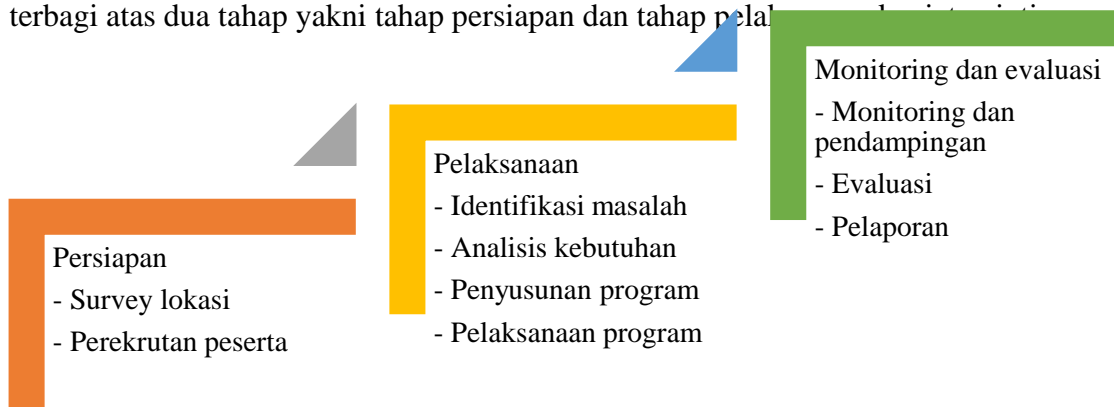 terbagi atas dua tahap yakni tahap persiapan dan tahap
Persiapan
- Survey lokasi
- Perekrutan peserta
Pelaksanaan
- Identifikasi masalah
- Analisis kebutuhan
- Penyusunan program
- Pelaksanaan program
Monitoring dan evaluasi
- Monitoring dan
pendampingan
- Evaluasi
- Pelaporan